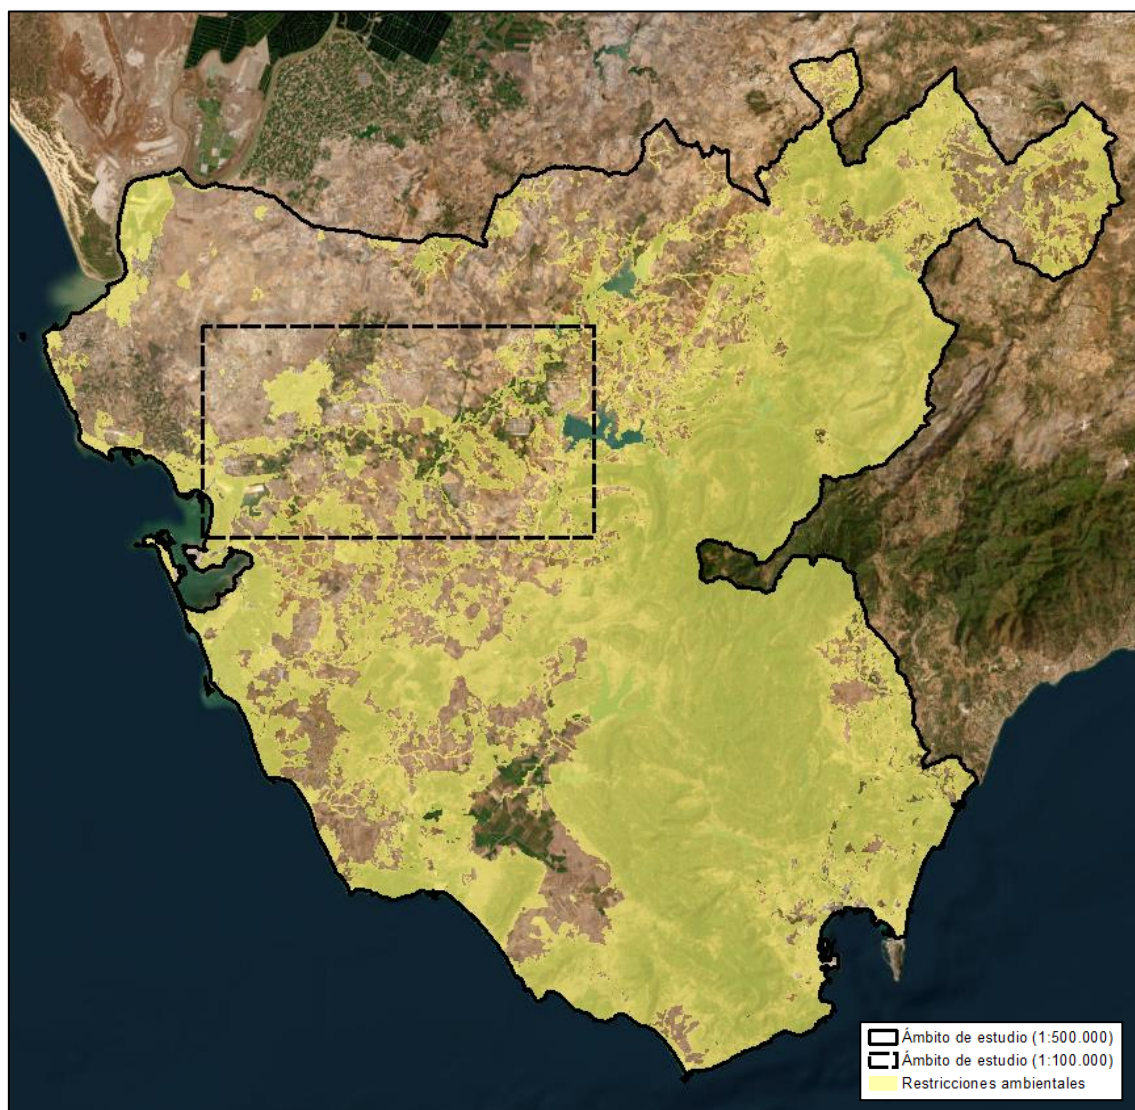 Ámbito de estudio (1:500.000)
Ámbito de estudio (1:100.000)
Restricciones ambientales